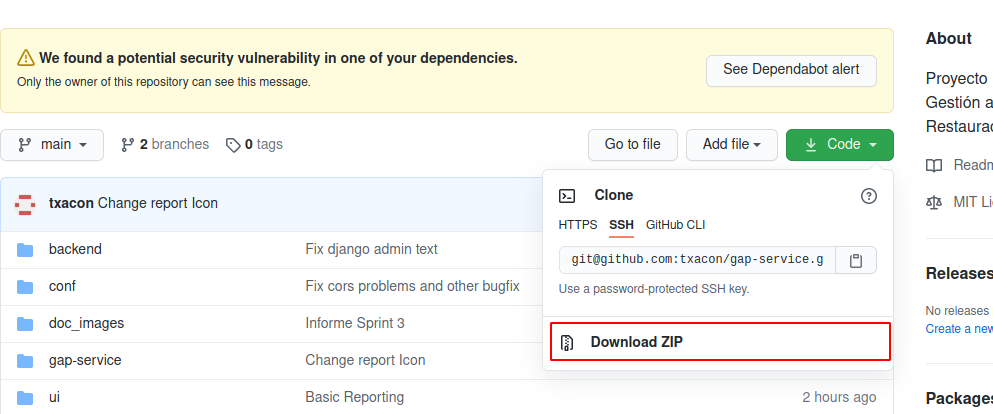 We found a potential security vulnerability in one of your dependencies.
Only the owner of this repository can see this message.
See Dependabot alert
main
2 branches
0 tags
Go to file
Add file
Code
txacon Change report Icon
backend Fix django admin text
conf Fix cors problems and other bugfix
doc_images Informe Sprint 3
gap-service Change report Icon
ui Basic Reporting 2 hours ago
Clone
HTTPS SSH GitHub CLI
git@github.com:txacon/gap-service.g
Use a password-protected SSH key.
Download ZIP
About
Proyecto
Gestión a
Restaurac
Readm
MIT Li
Releases
No releases
Create a new
Packages